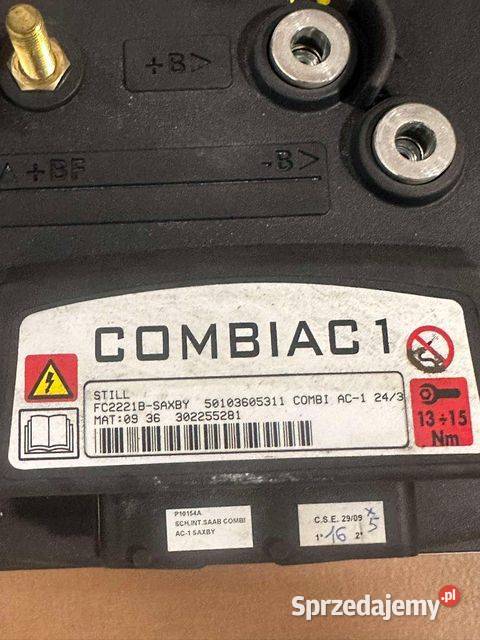 +B>
+BF
-B>
COMBIAC1
STILL
FC2221B-SAXBY 50103605311 COMBI AC-1 24/3
MAT:09 36 302255281
13÷15
Nm
P10154A
SCH.INT.SAAB COMBI
AC-1 SAXBY
C.S.E. 29/09
1° 16 2° 5
Sprzedajemy.pl